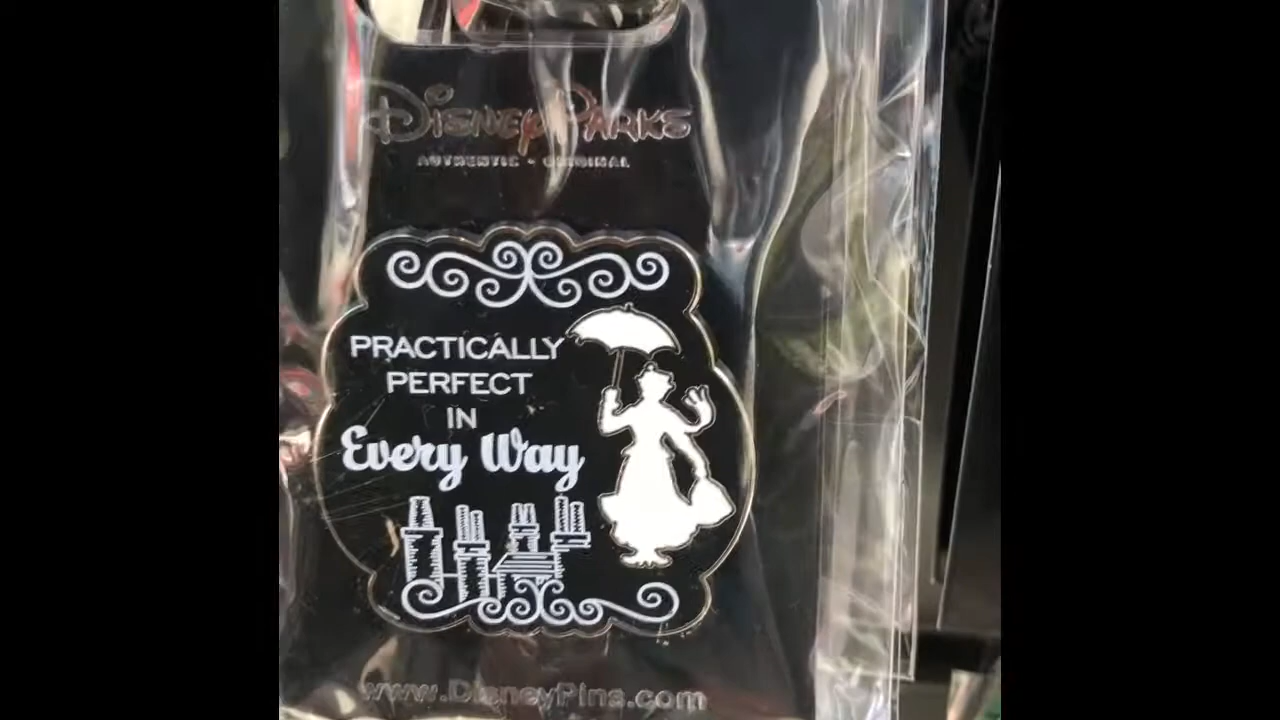 Disney Parks
AUTHENTIC • ORIGINAL
PRACTICALLY
PERFECT
IN
Every Way
www.DisneyPins.com